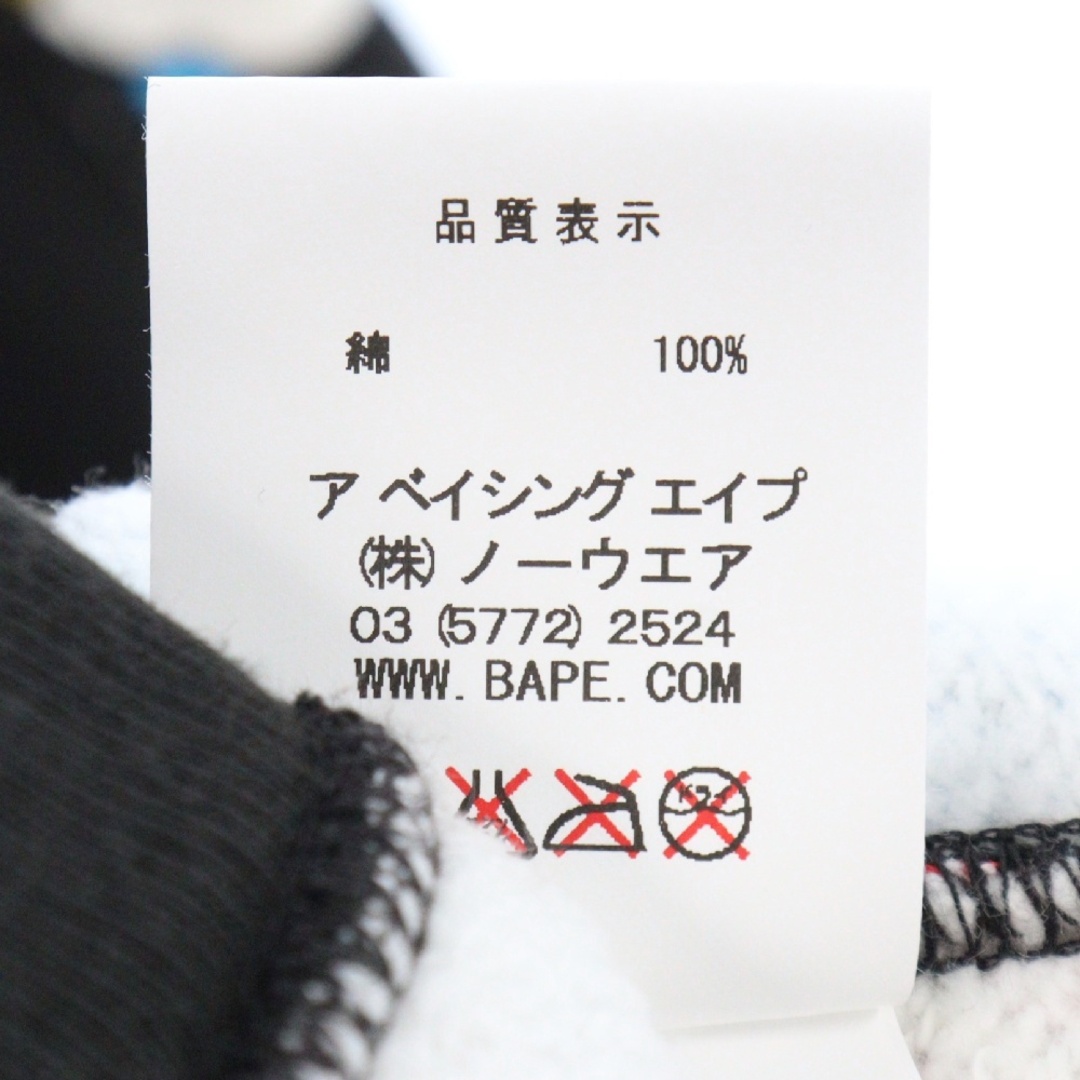 品質表示
綿 100%
ア ベイシング エイプ
(株) ノーウエア
03 (5772) 2524
WWW. BAPE. COM